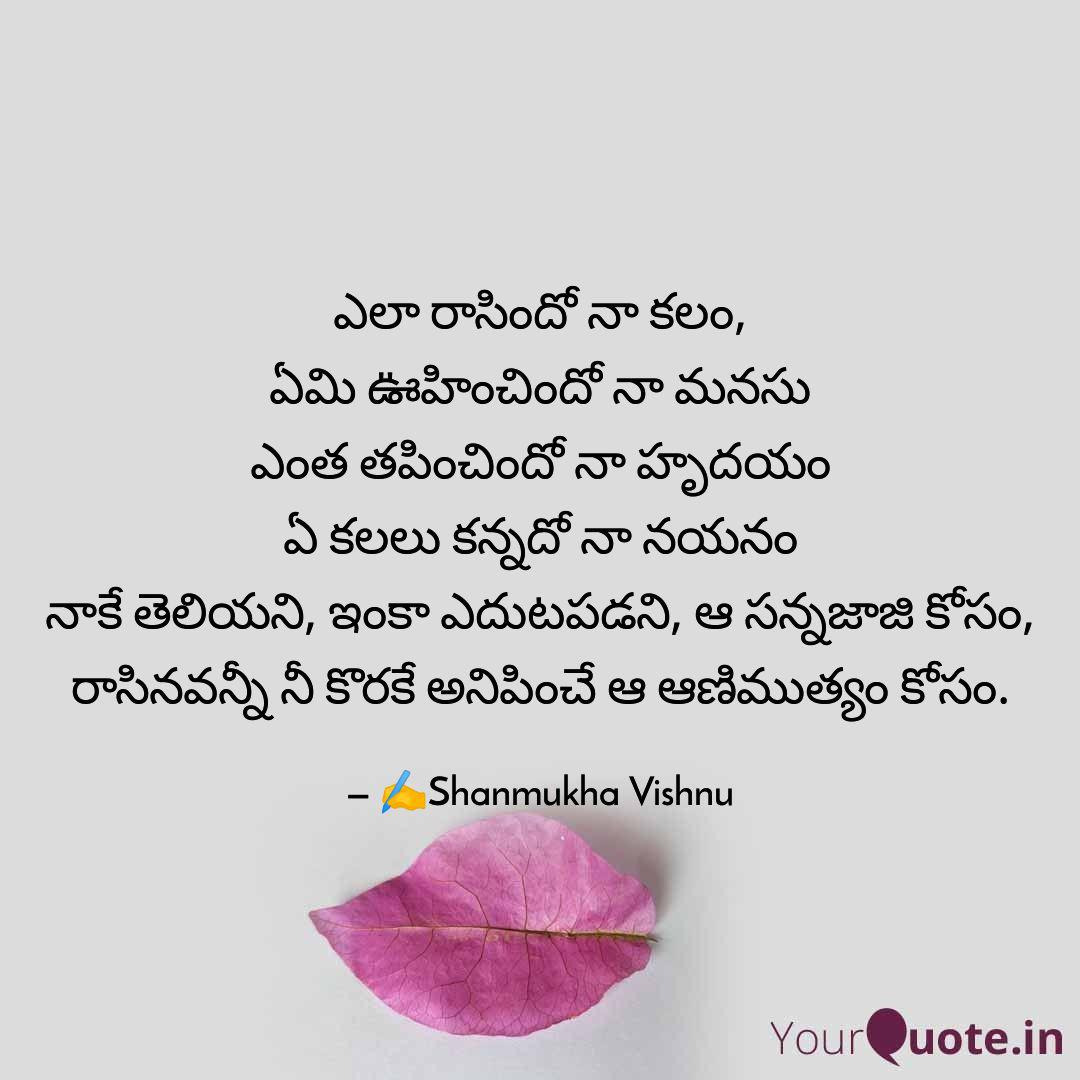 ఎలా రాసిందో నా కలం,
ఏమి ఊహించిందో నా మనసు
ఎంత తపించిందో నా హృదయం
ఏ కలలు కన్నదో నా నయనం
నాకే తెలియని, ఇంకా ఎదుటపడని, ఆ సన్నజాజి కోసం,
రాసినవన్నీ నీ కొరకే అనిపించే ఆ ఆణిముత్యం కోసం.
– ✍️Shanmukha Vishnu
YourQuote.in